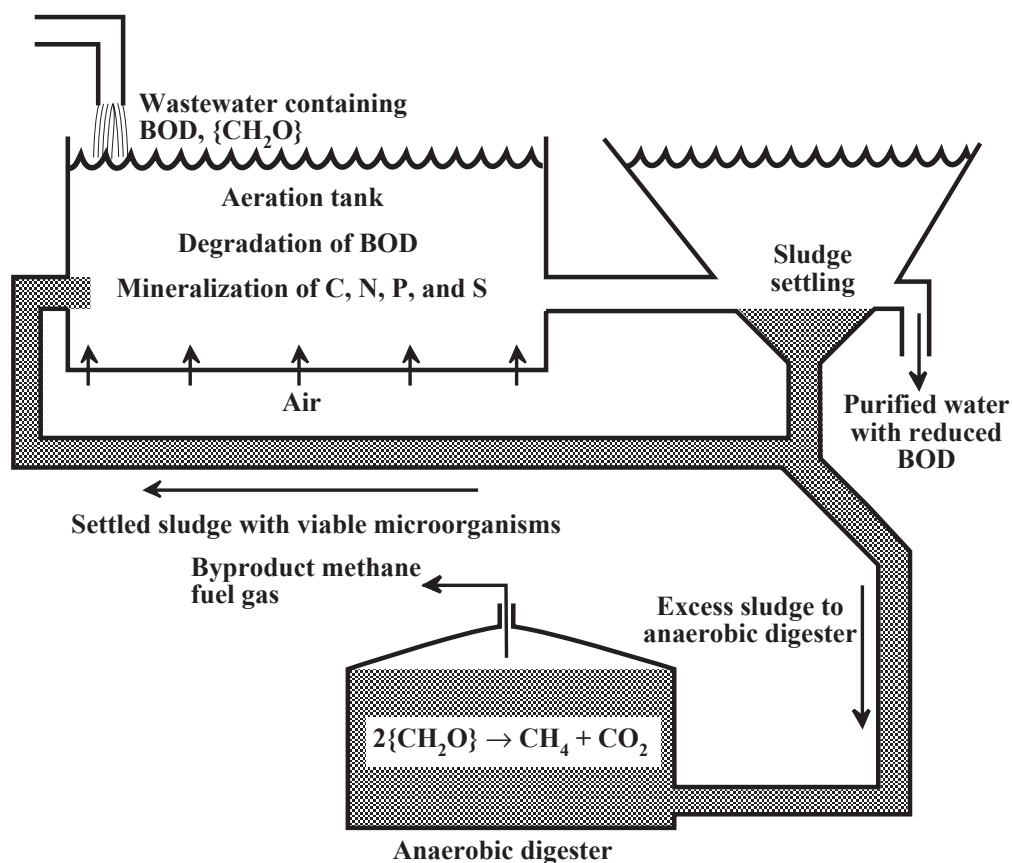 Wastewater containing
BOD, {CH₂O}
Aeration tank
Degradation of BOD
Mineralization of C, N, P, and S
Air
Sludge
settling
Purified water
with reduced
BOD
Settled sludge with viable microorganisms
Byproduct methane
fuel gas
Excess sludge to
anaerobic digester
2{CH₂O} → CH₄ + CO₂
Anaerobic digester